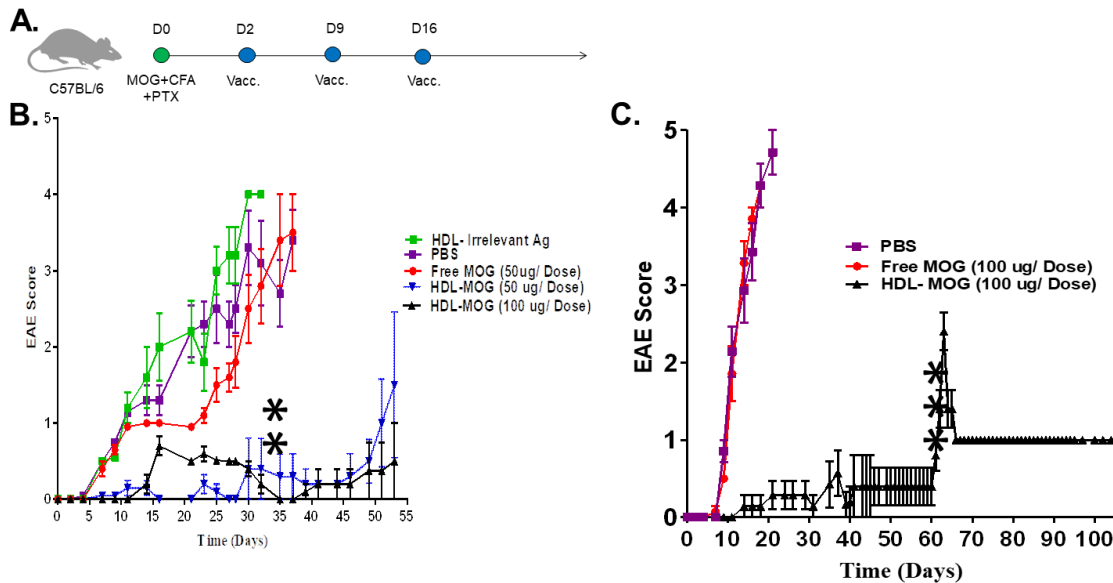 A.
D0 D2 D9 D16
C57BL/6
MOG+CFA
+PTX
Vacc. Vacc. Vacc.
B.
5
4
3
2
1
0
EAE Score
0 5 10 15 20 25 30 35 40 45 50 55
Time (Days)
HDL- Irrelevant Ag
PBS
Free MOG (50ug/ Dose)
HDL-MOG (50 ug/ Dose)
HDL-MOG (100 ug/ Dose)
**
C.
5
4
3
2
1
0
EAE Score
0 10 20 30 40 50 60 70 80 90 100
Time (Days)
PBS
Free MOG (100 ug/ Dose)
HDL- MOG (100 ug/ Dose)
***